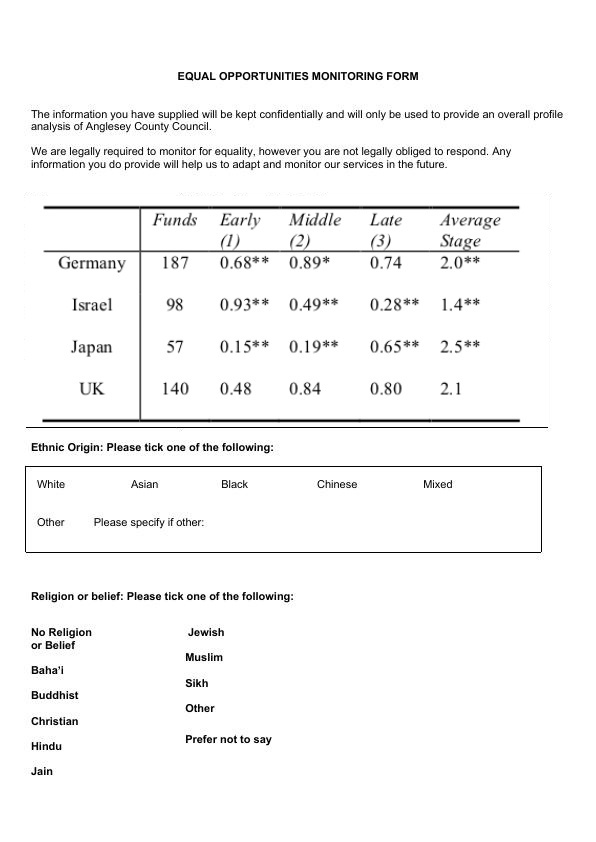 EQUAL OPPORTUNITIES MONITORING FORM
The information you have supplied will be kept confidentially and will only be used to provide an overall profile
analysis of Anglesey County Council.
We are legally required to monitor for equality, however you are not legally obliged to respond. Any
information you do provide will help us to adapt and monitor our services in the future.
Funds Early Middle Late Average
(1) (2) (3) Stage
Germany 187 0.68** 0.89* 0.74 2.0**
Israel 98 0.93** 0.49** 0.28** 1.4**
Japan 57 0.15** 0.19** 0.65** 2.5**
UK 140 0.48 0.84 0.80 2.1
Ethnic Origin: Please tick one of the following:
White Asian Black Chinese Mixed
Other Please specify if other:
Religion or belief: Please tick one of the following:
No Religion
or Belief
Baha'i
Buddhist
Christian
Hindu
Jain
Jewish
Muslim
Sikh
Other
Prefer not to say